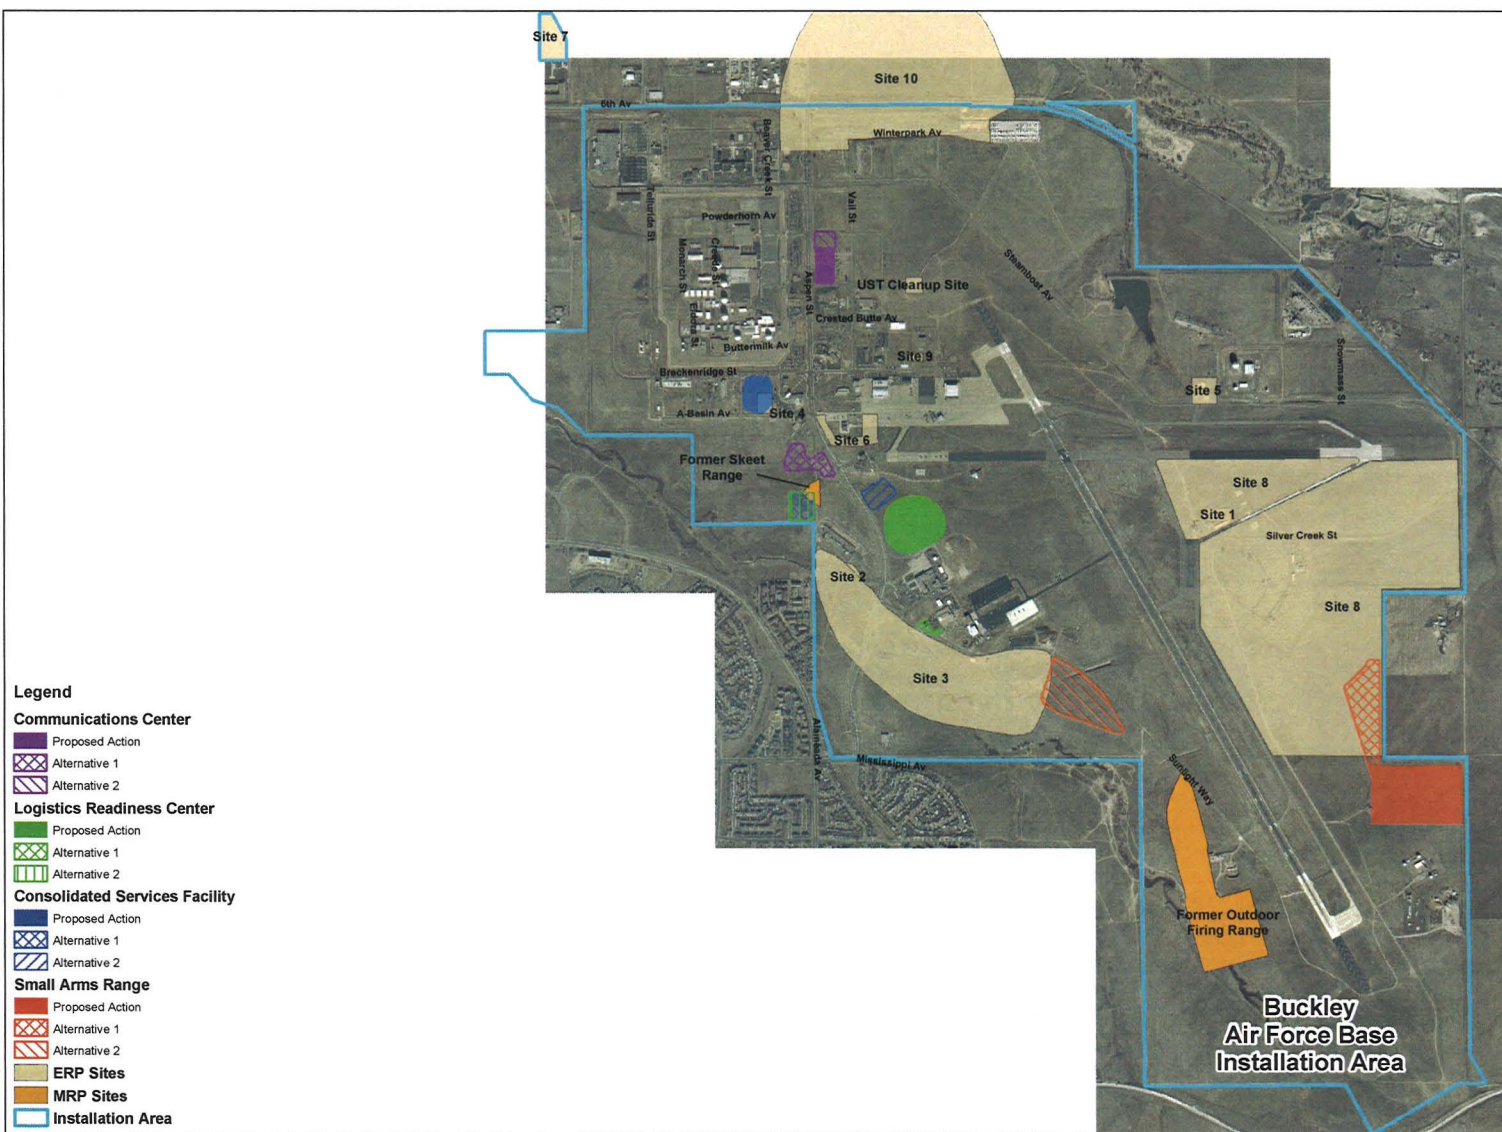 Site 7
Site 10
6th Av
Winterpark Av
Beaver Creek St
Telluride St
Vail St
Powderhorn Av
Monarch St
Creede St
Steamboat Av
Aspen St
UST Cleanup Site
Eldora St
Crested Butte Av
Buttermilk Av
Snowmass St
Site 9
Breckenridge St
Site 5
A-Basin Av
Site 4
Site 6
Former Skeet
Range
Site 8
Site 1
Silver Creek St
Site 2
Site 8
Site 3
Alameada Av
Mississippi Av
Sunlight Way
Former Outdoor
Firing Range
Buckley
Air Force Base
Installation Area
Legend
Communications Center
Proposed Action
Alternative 1
Alternative 2
Logistics Readiness Center
Proposed Action
Alternative 1
Alternative 2
Consolidated Services Facility
Proposed Action
Alternative 1
Alternative 2
Small Arms Range
Proposed Action
Alternative 1
Alternative 2
ERP Sites
MRP Sites
Installation Area